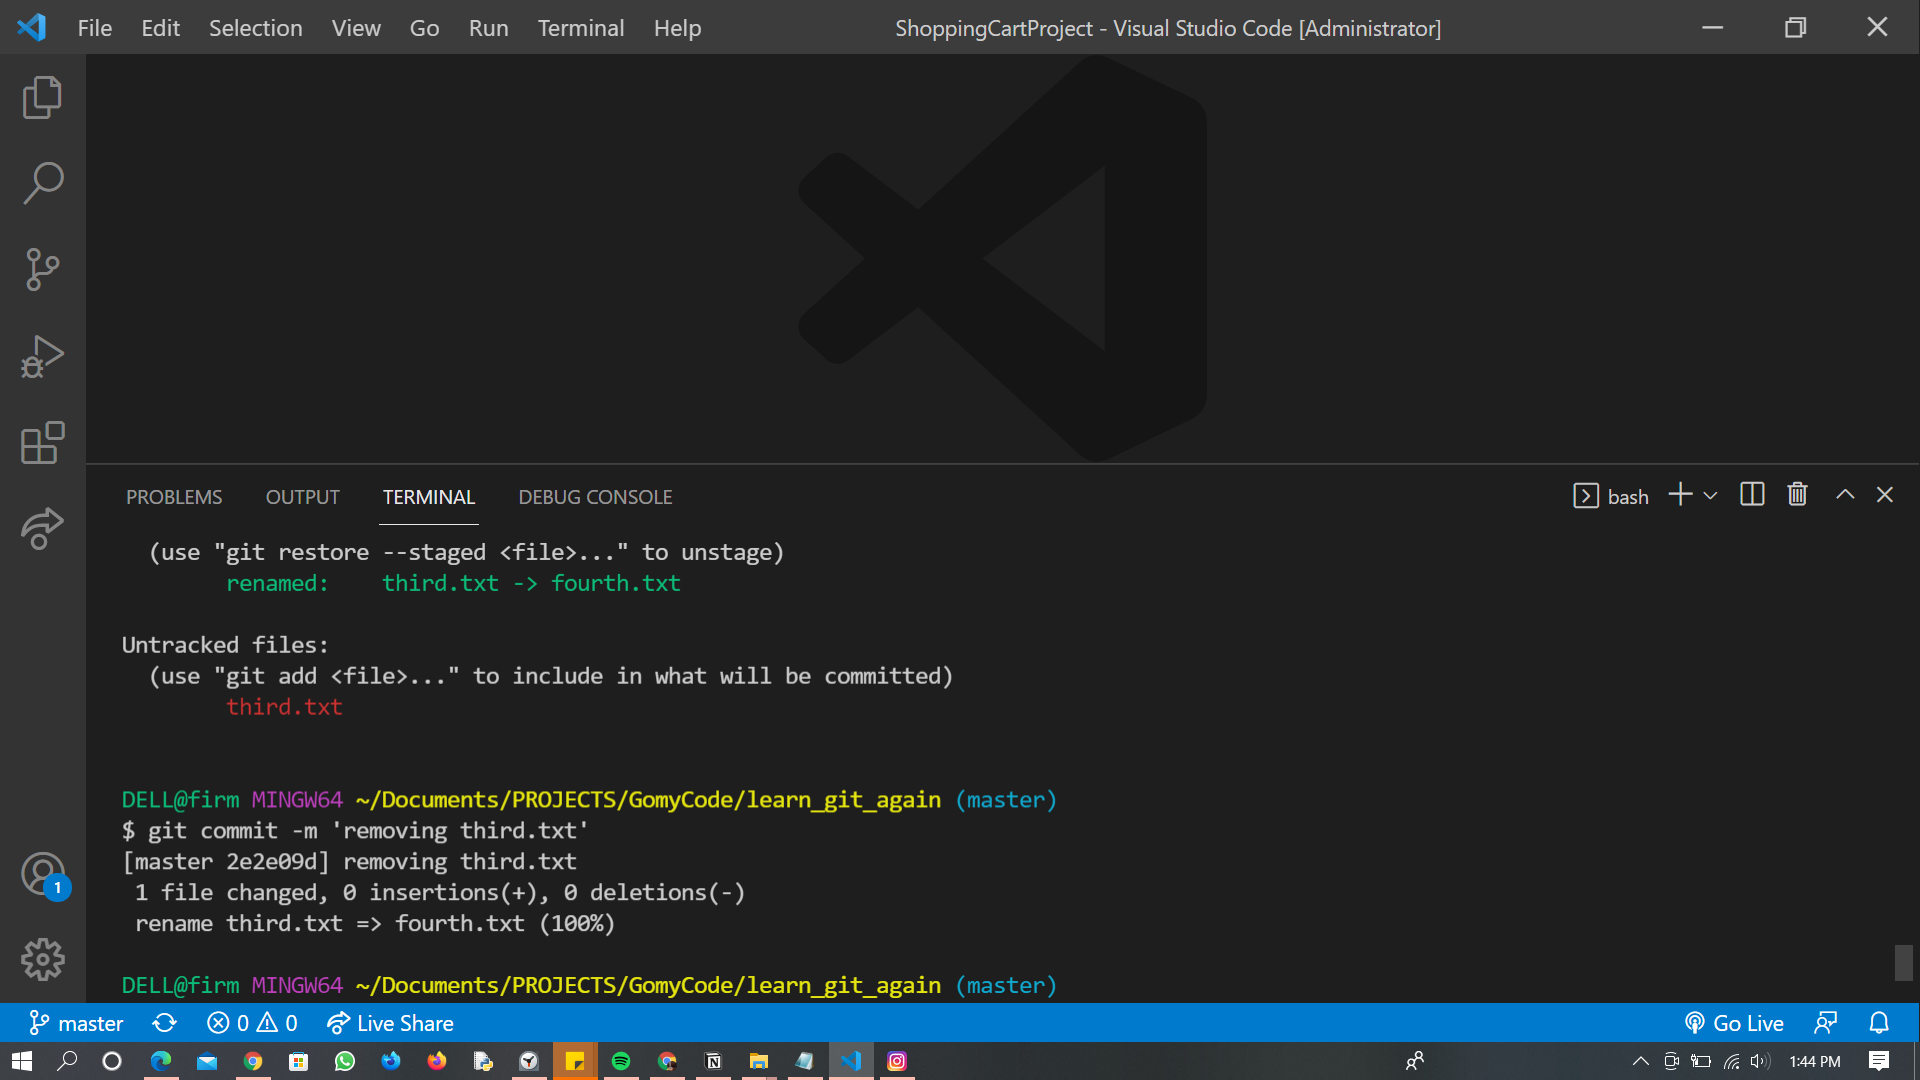 File Edit Selection View Go Run Terminal Help ShoppingCartProject - Visual Studio Code [Administrator]
PROBLEMS OUTPUT TERMINAL DEBUG CONSOLE bash
(use "git restore --staged <file>..." to unstage)
renamed: third.txt -> fourth.txt
Untracked files:
(use "git add <file>..." to include in what will be committed)
third.txt
DELL@firm MINGW64 ~/Documents/PROJECTS/GomyCode/learn_git_again (master)
$ git commit -m 'removing third.txt'
[master 2e2e09d] removing third.txt
1 file changed, 0 insertions(+), 0 deletions(-)
rename third.txt => fourth.txt (100%)
DELL@firm MINGW64 ~/Documents/PROJECTS/GomyCode/learn_git_again (master)
1
master 0 0 Live Share Go Live
1:44 PM